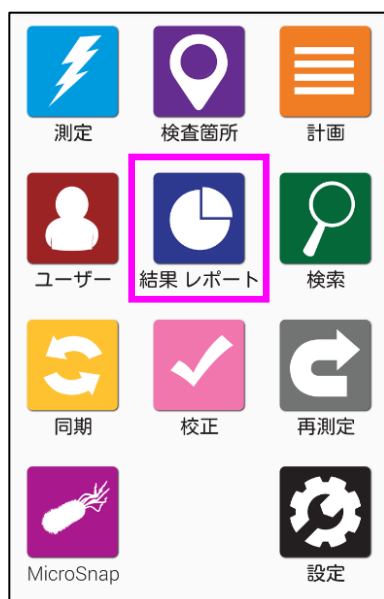 測定
検査箇所
計画
ユーザー
結果 レポート
検索
同期
校正
再測定
MicroSnap
設定